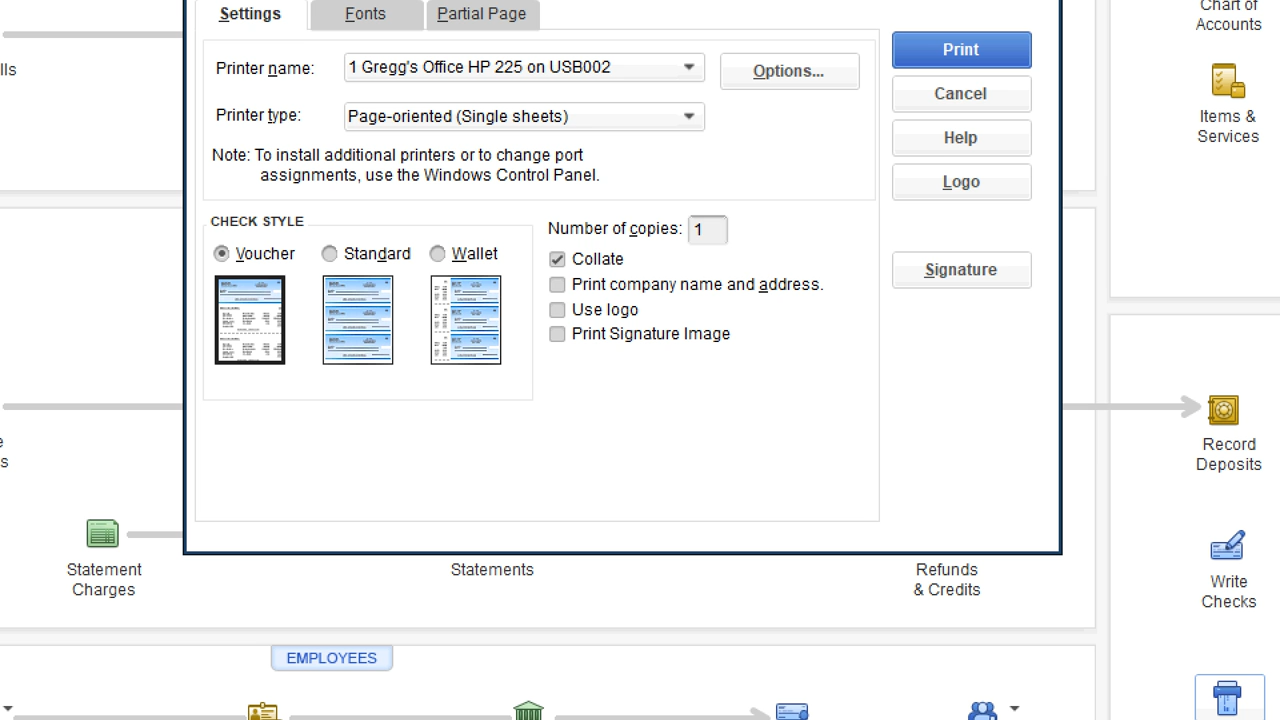 Settings
Fonts
Partial Page
Chart of
Accounts
Printer name:
1 Gregg's Office HP 225 on USB002
Options...
Print
lls
Cancel
Printer type:
Page-oriented (Single sheets)
Items &
Services
Help
Note: To install additional printers or to change port
assignments, use the Windows Control Panel.
Logo
CHECK STYLE
Number of copies: 1
Voucher
Standard
Wallet
Collate
Signature
Print company name and address.
Use logo
Print Signature Image
e
s
Record
Deposits
Statement
Charges
Statements
Refunds
& Credits
Write
Checks
EMPLOYEES